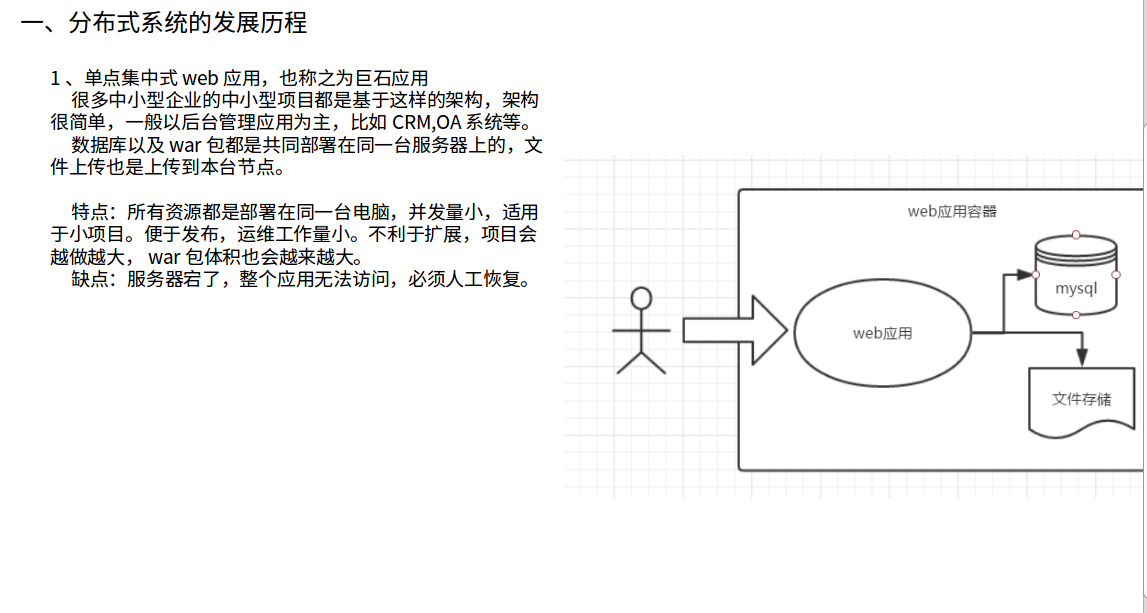 一、分布式系统的发展历程
1 、单点集中式 web 应用，也称之为巨石应用
很多中小型企业的中小型项目都是基于这样的架构，架构
很简单，一般以后台管理应用为主，比如 CRM,OA 系统等。
数据库以及 war 包都是共同部署在同一台服务器上的，文
件上传也是上传到本台节点。
特点：所有资源都是部署在同一台电脑，并发量小，适用
于小项目。便于发布，运维工作量小。不利于扩展，项目会
越做越大， war 包体积也会越来越大。
缺点：服务器宕了，整个应用无法访问，必须人工恢复。
web应用容器
mysql
web应用
文件存储